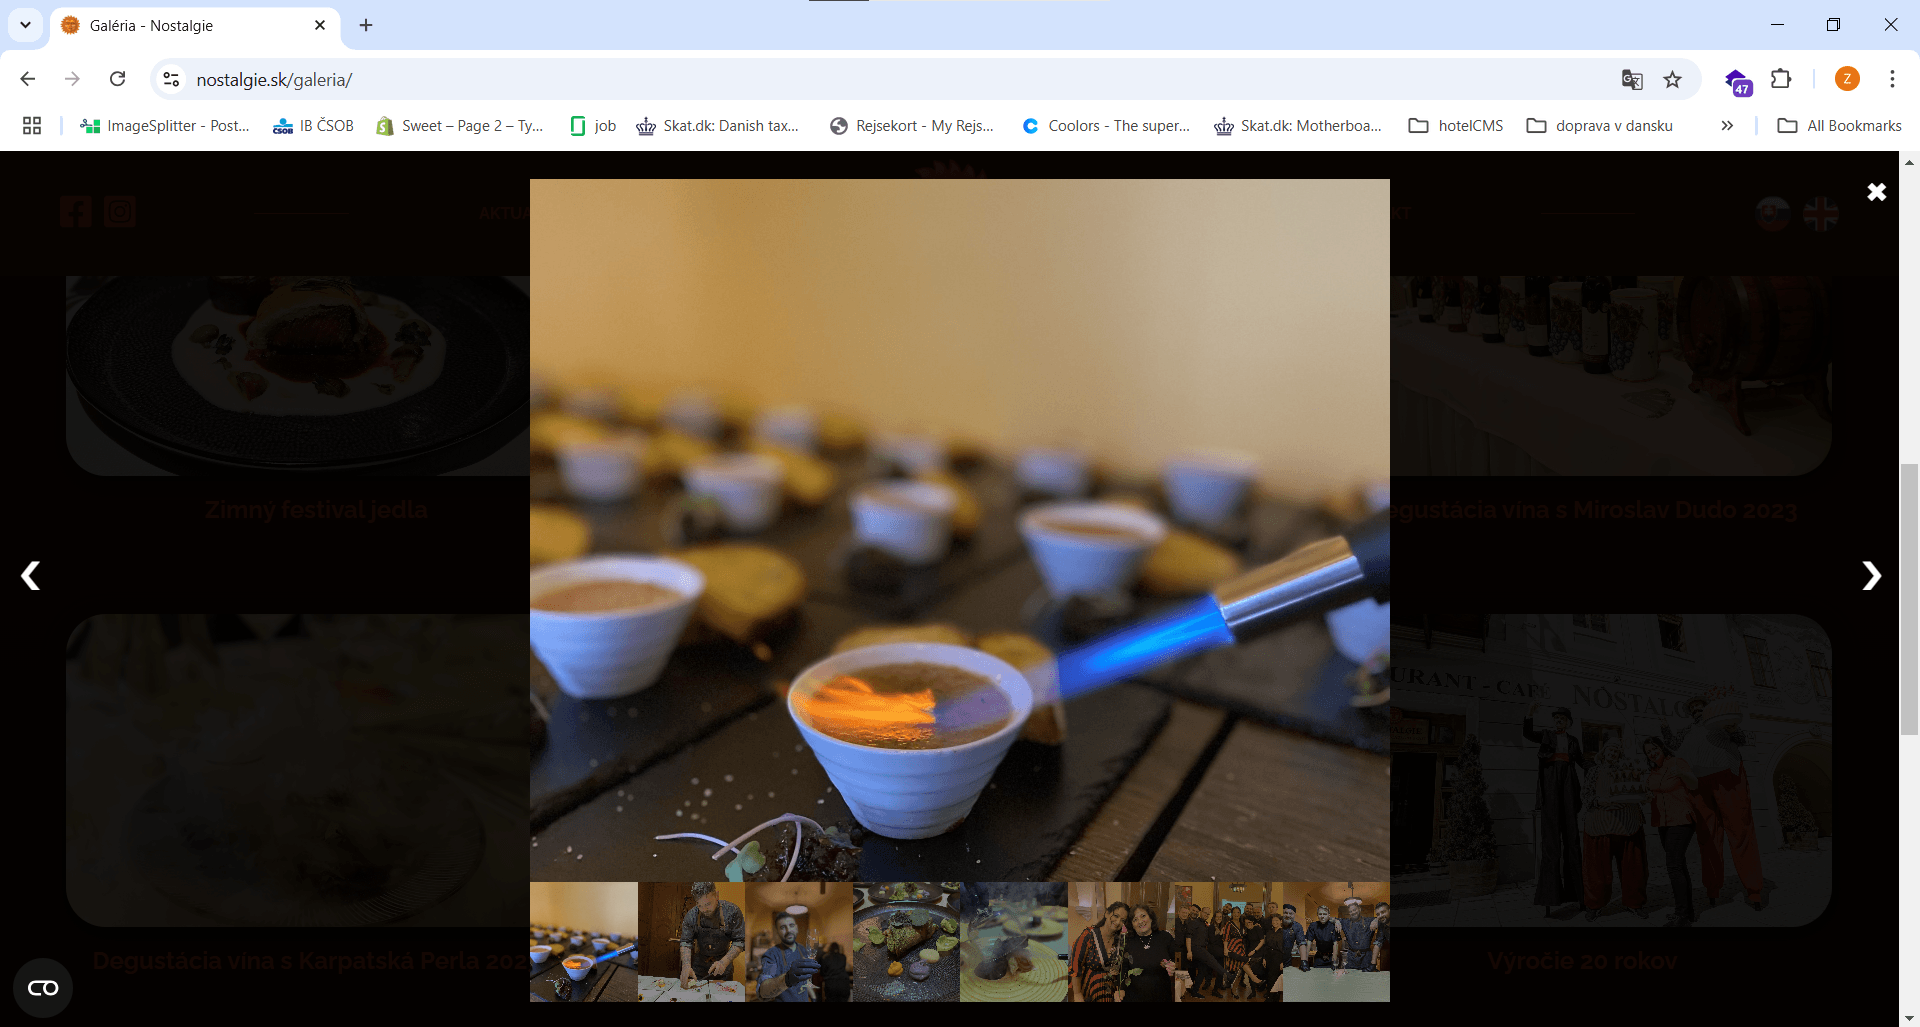 Galéria - Nostalgie
nostalgie.sk/galeria/
47
Z
ImageSplitter - Post...
IB ČSOB
Sweet – Page 2 – Ty...
job
Skat.dk: Danish tax...
Rejsekort - My Rejs...
Coolors - The super...
Skat.dk: Motherboa...
hotelCMS
doprava v dansku
All Bookmarks
Zimný festival jedla
egustácia vína s Miroslav Dudo 2023
URANT - CAFÉ NOSTALG
Degustácia vína s Karpatská Perla 202
Výročie 20 rokov